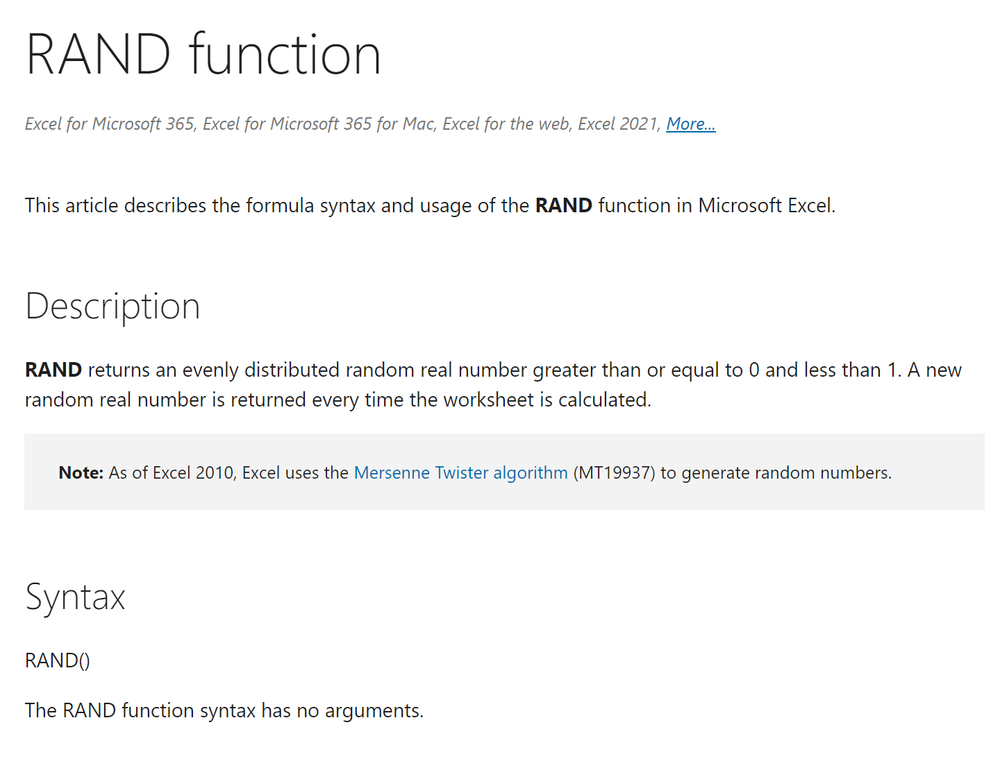 RAND function
Excel for Microsoft 365, Excel for Microsoft 365 for Mac, Excel for the web, Excel 2021, More...
This article describes the formula syntax and usage of the RAND function in Microsoft Excel.
Description
RAND returns an evenly distributed random real number greater than or equal to 0 and less than 1. A new
random real number is returned every time the worksheet is calculated.
Note: As of Excel 2010, Excel uses the Mersenne Twister algorithm (MT19937) to generate random numbers.
Syntax
RAND()
The RAND function syntax has no arguments.